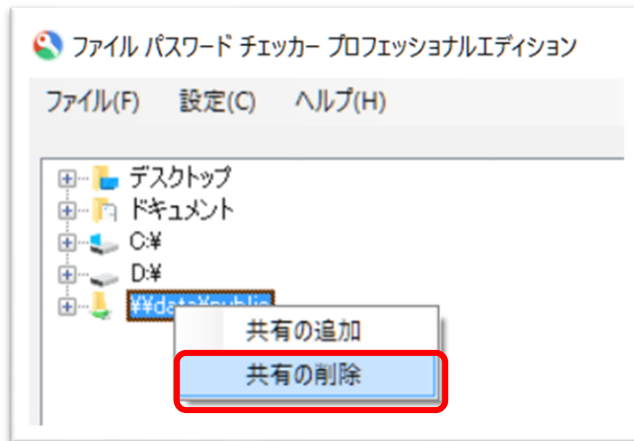 ファイル パスワード チェッカー プロフェッショナルエディション
ファイル(F) 設定(C) ヘルプ(H)
デスクトップ
ドキュメント
C:¥
D:¥
¥¥data¥public
共有の追加
共有の削除